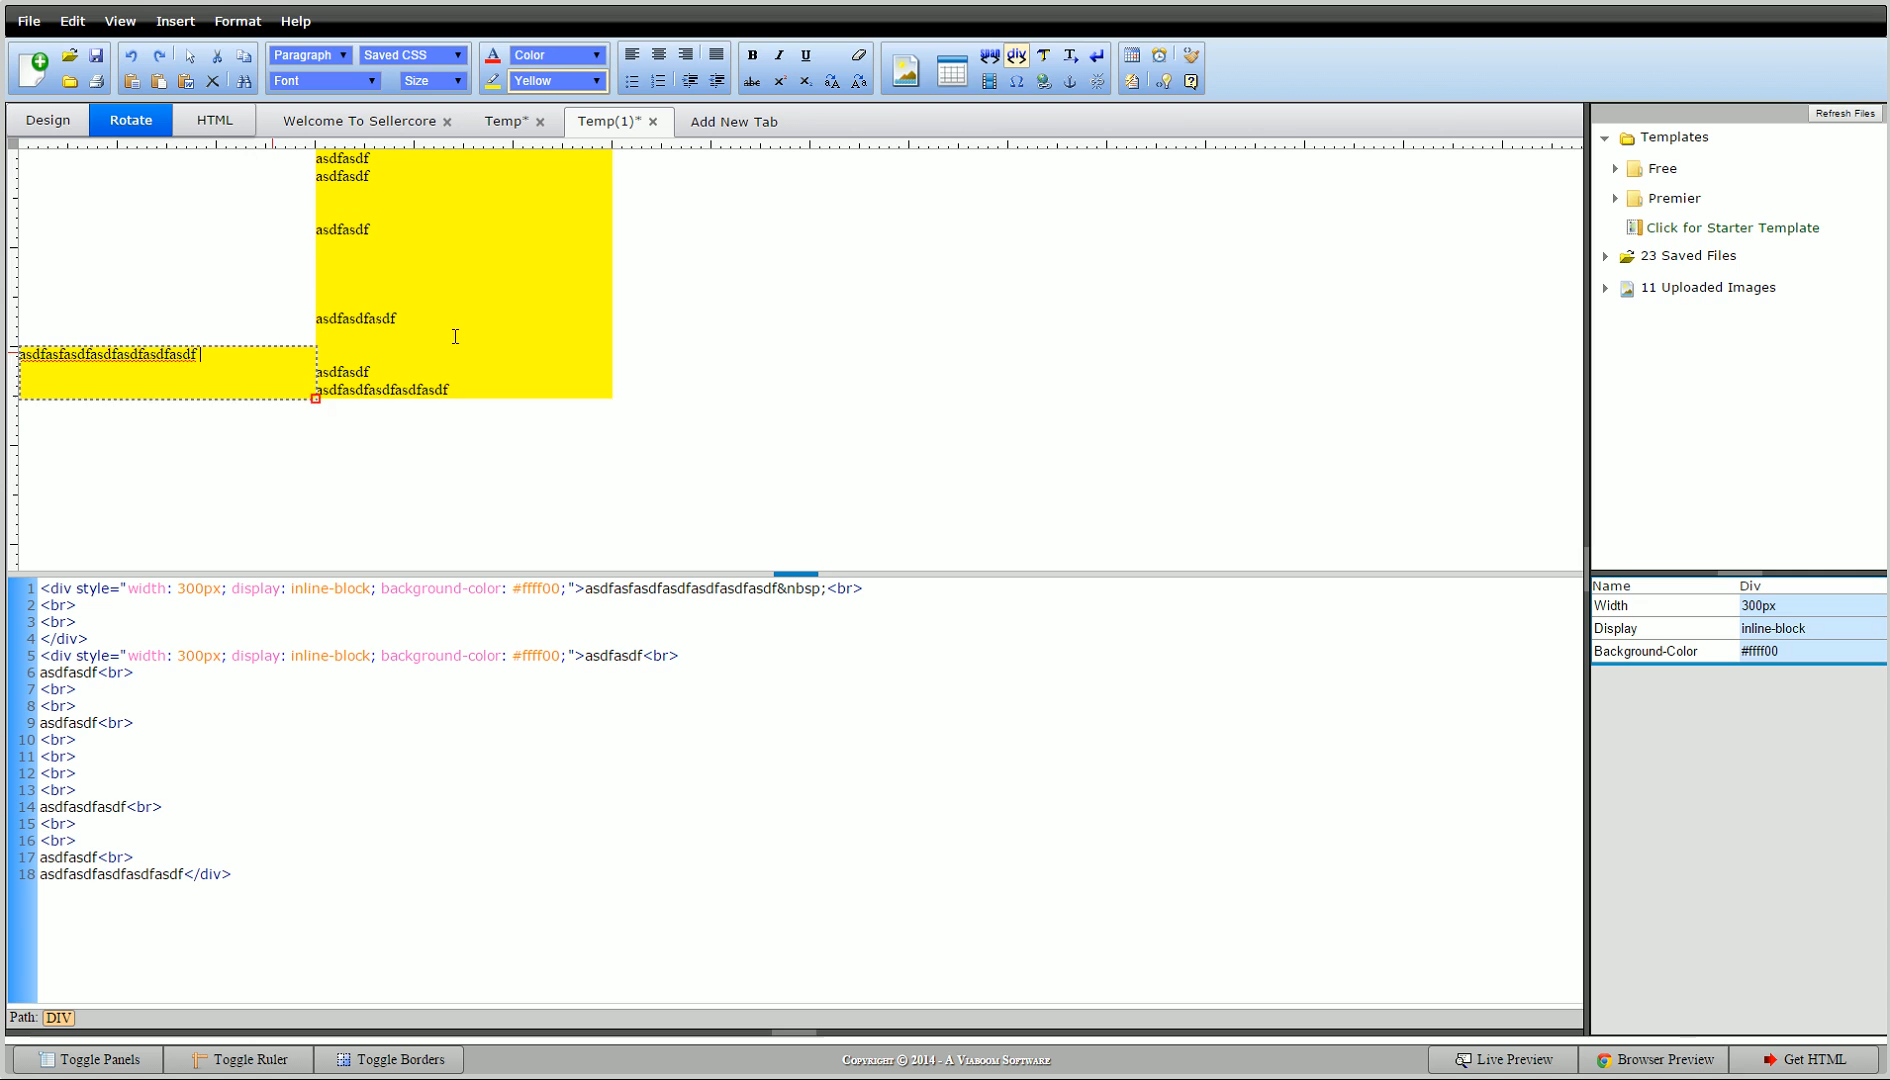 File Edit View Insert Format Help
Paragraph Saved CSS A Color B I U
Font Size Yellow abc
Refresh Files
Design Rotate HTML Welcome To Sellercore Temp* Temp(1)* Add New Tab
Templates
Free
Premier
Click for Starter Template
23 Saved Files
11 Uploaded Images
asdfasdf
asdfasdf
asdfasdf
asdfasdfasdf
asdfasfasdfasdfasdfasdfasdf
asdfasdf
asdfasdfasdfasdfasdf
1 <div style="width: 300px; display: inline-block; background-color: #ffff00;">asdfasfasdfasdfasdfasdfasdf&nbsp;<br>
2 <br>
3 <br>
4 </div>
5 <div style="width: 300px; display: inline-block; background-color: #ffff00;">asdfasdf<br>
6 asdfasdf<br>
7 <br>
8 <br>
9 asdfasdf<br>
10 <br>
11 <br>
12 <br>
13 <br>
14 asdfasdfasdf<br>
15 <br>
16 <br>
17 asdfasdf<br>
18 asdfasdfasdfasdfasdf</div>
Name Div
Width 300px
Display inline-block
Background-Color #ffff00
Path: DIV
Toggle Panels Toggle Ruler Toggle Borders Copyright © 2014 - A Viaboom Software Live Preview Browser Preview Get HTML